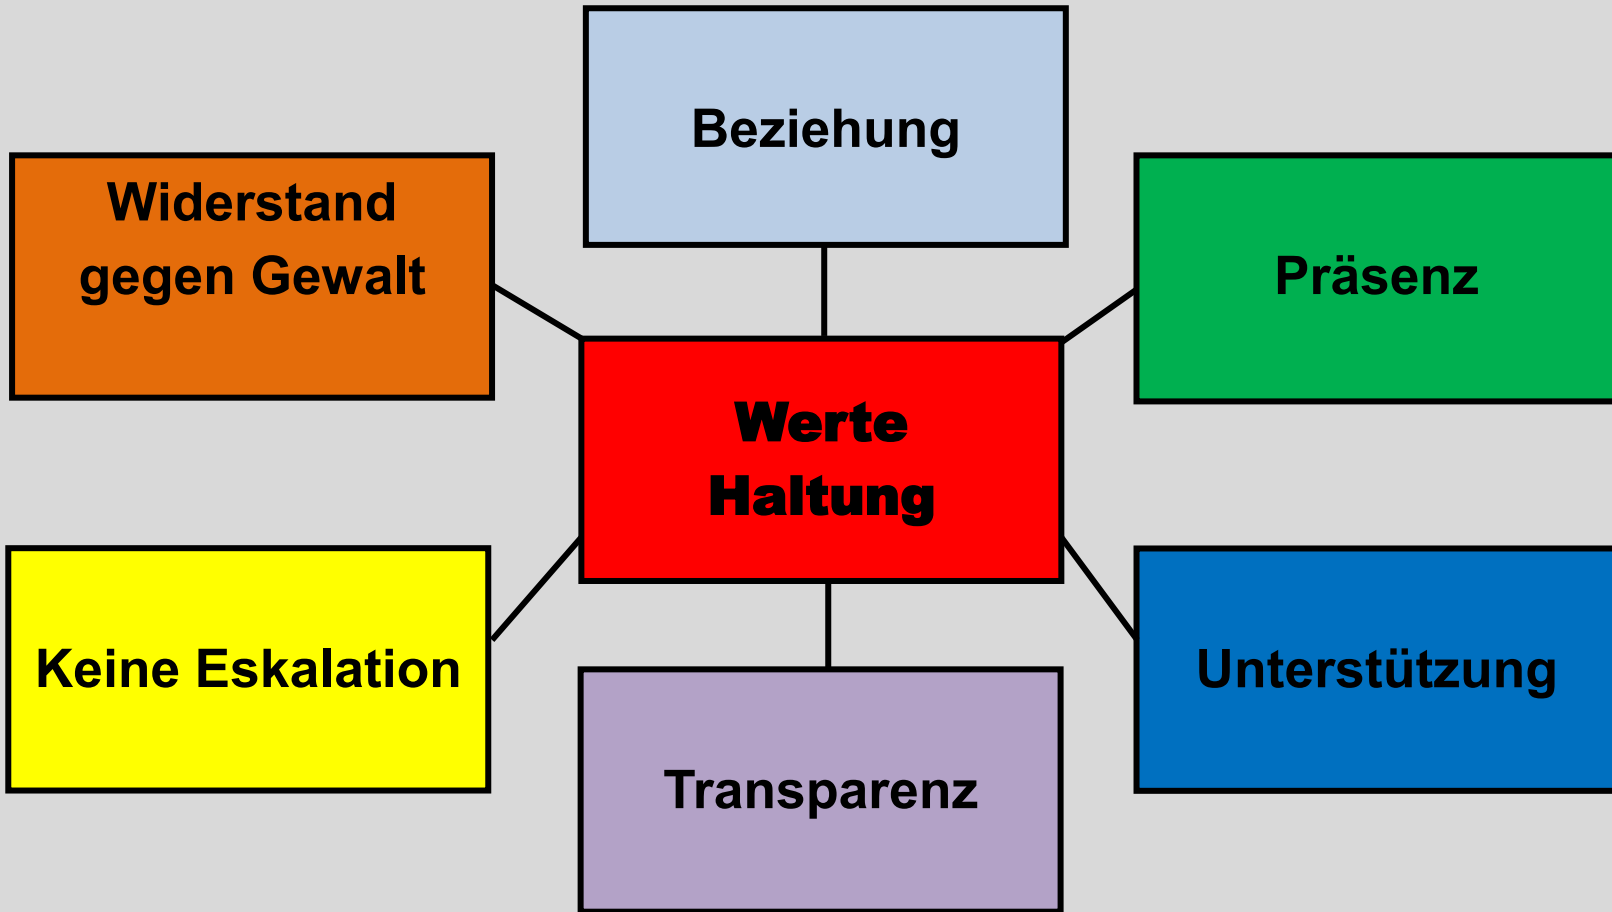 Beziehung
Widerstand
gegen Gewalt
Präsenz
Werte
Haltung
Keine Eskalation
Unterstützung
Transparenz